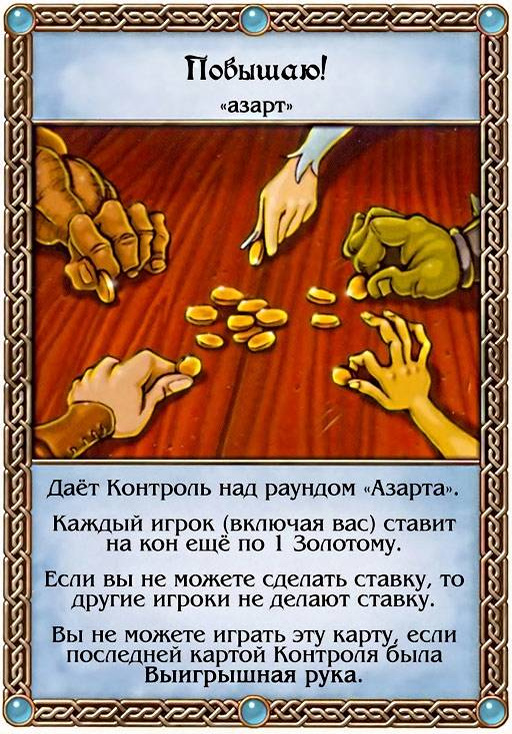 Повышаю!
«азарт»
Даёт Контроль над раундом «Азарта».
Каждый игрок (включая вас) ставит
на кон ещё по 1 Золотому.
Если вы не можете сделать ставку, то
другие игроки не делают ставку.
Вы не можете играть эту карту, если
последней картой Контроля была
Выигрышная рука.